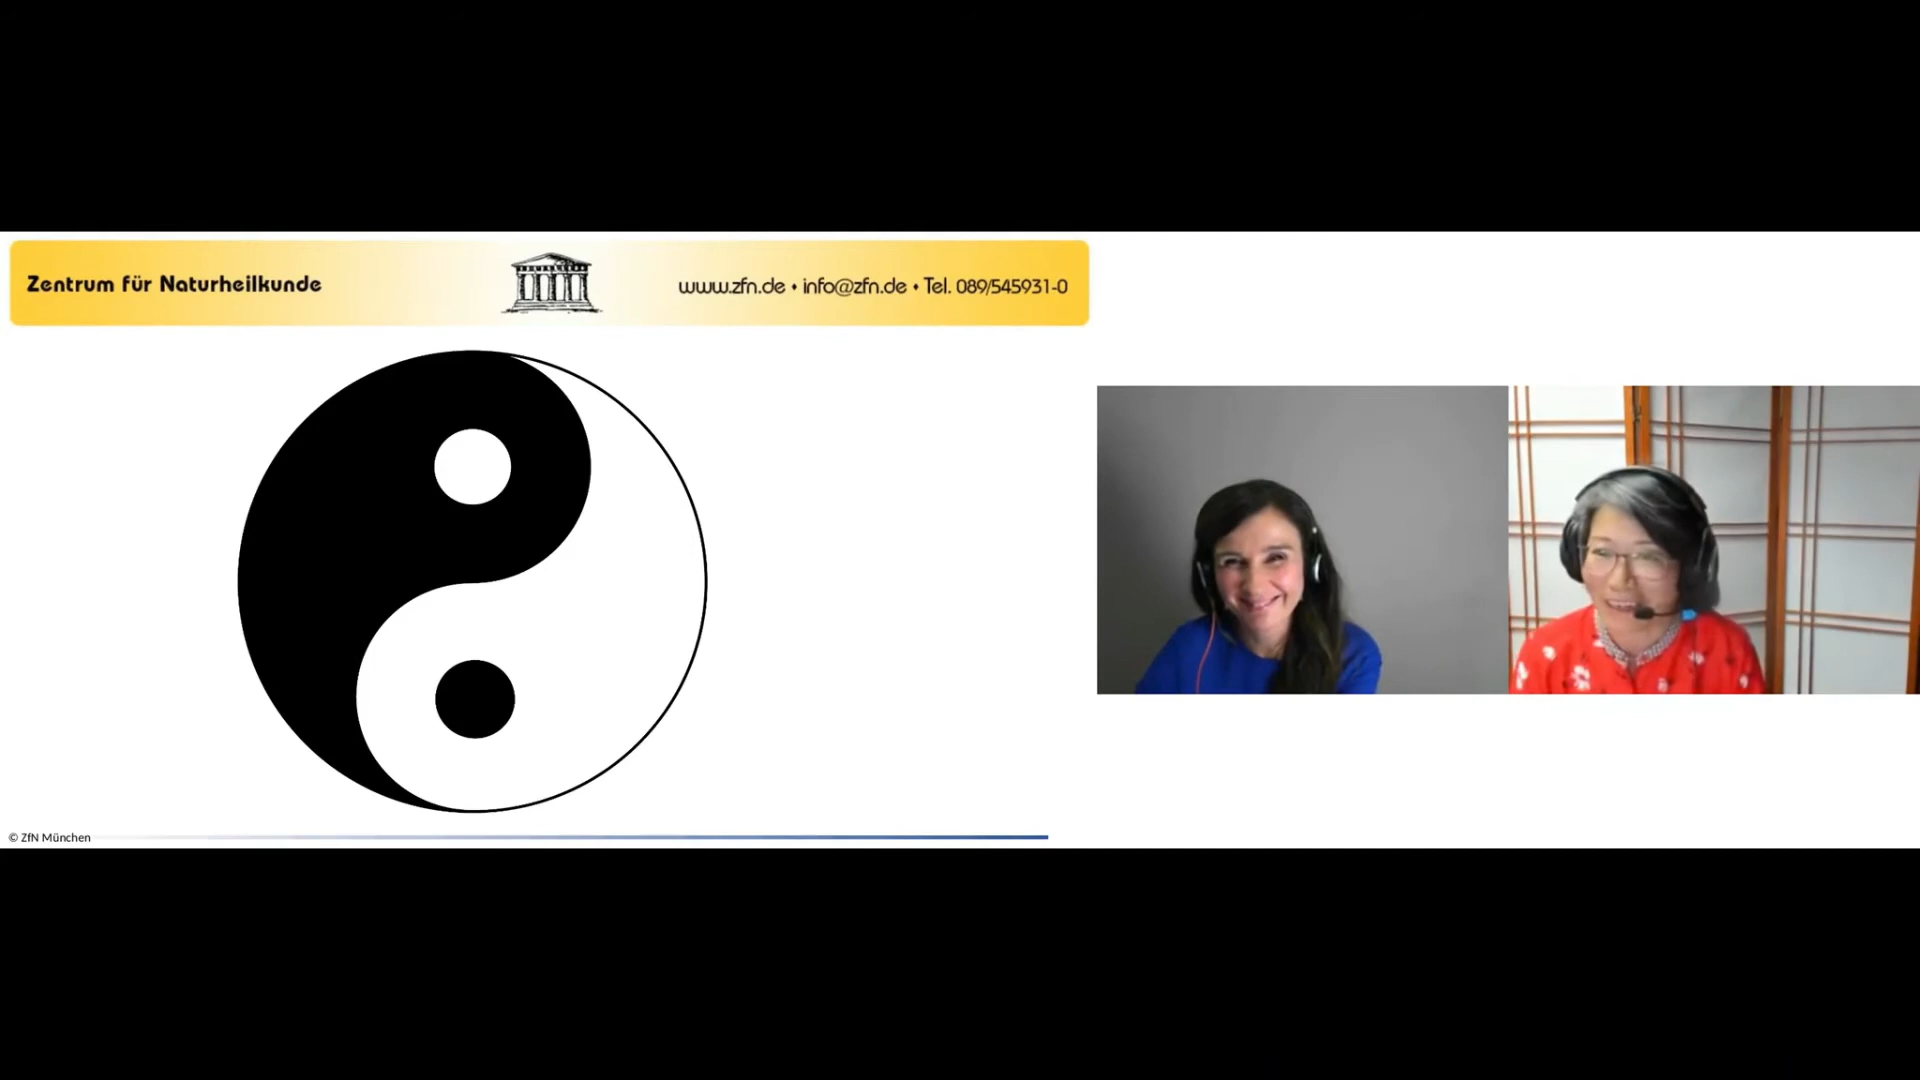 Zentrum für Naturheilkunde
www.zfn.de • info@zfn.de • Tel. 089/545931-0
© ZfN München